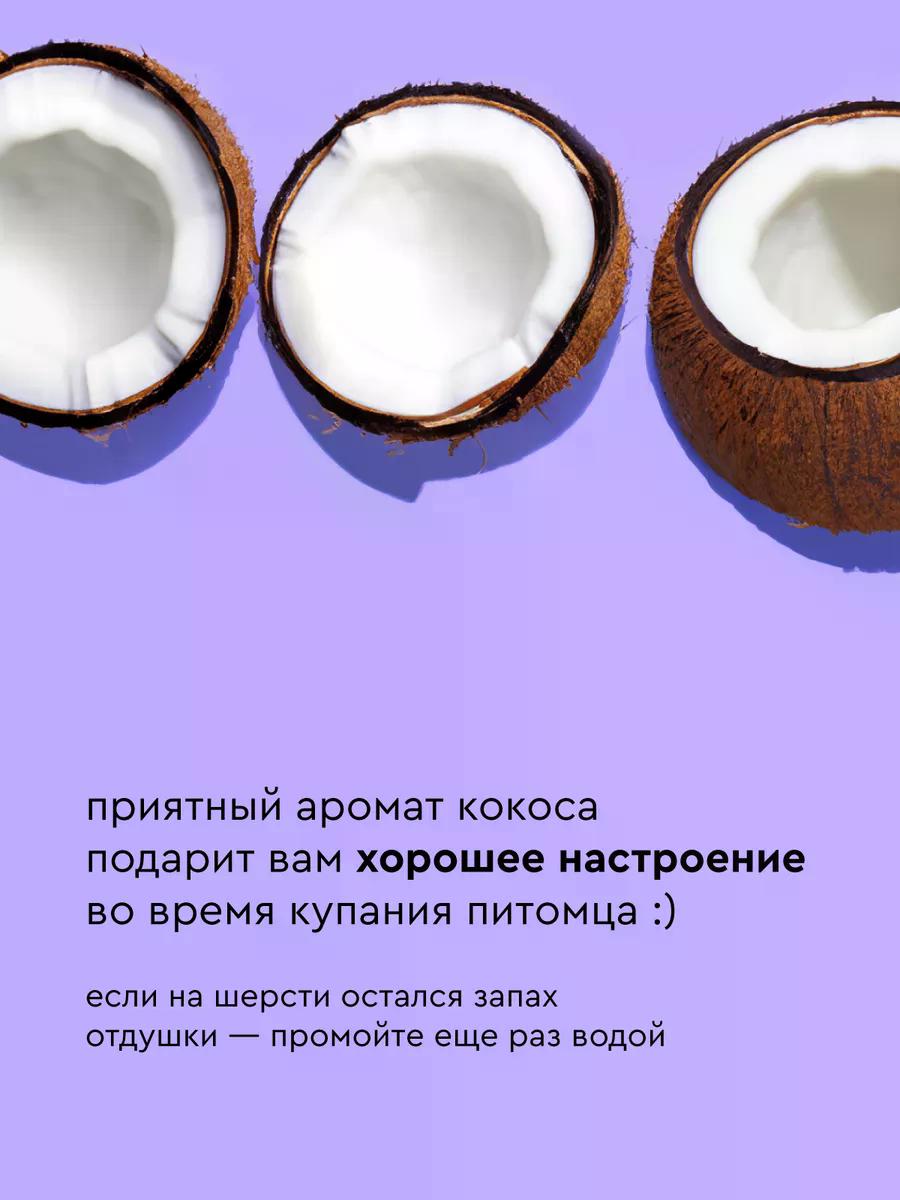 приятный аромат кокоса
подарит вам хорошее настроение
во время купания питомца :)
если на шерсти остался запах
отдушки — промойте еще раз водой